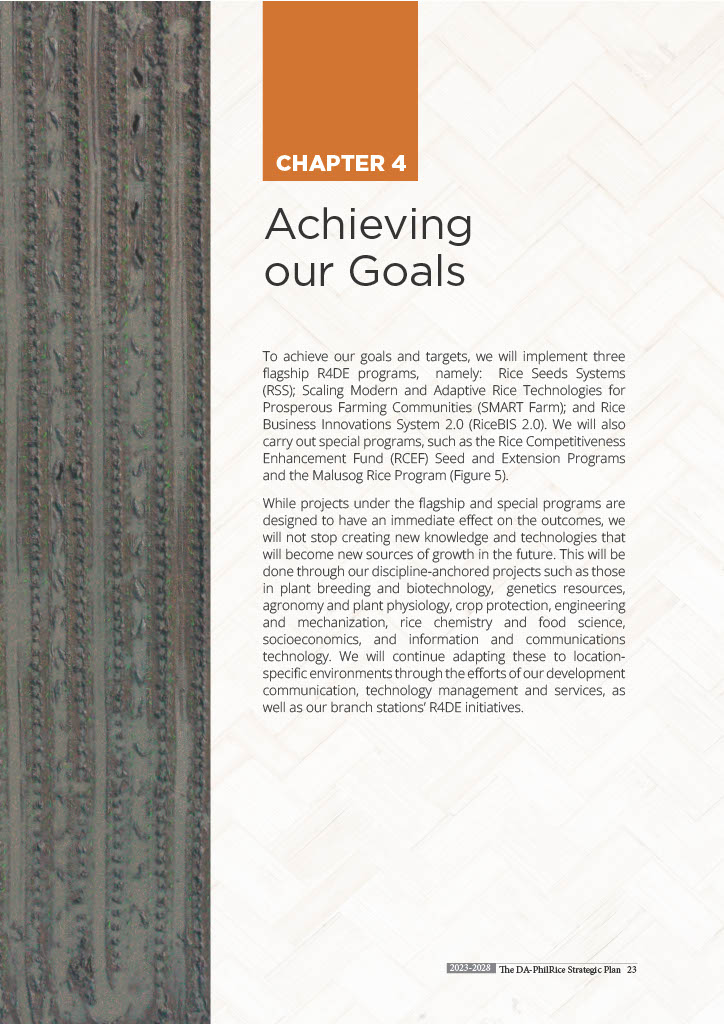 CHAPTER 4
Achieving
our Goals
To achieve our goals and targets, we will implement three
flagship R4DE programs, namely: Rice Seeds Systems
(RSS); Scaling Modern and Adaptive Rice Technologies for
Prosperous Farming Communities (SMART Farm); and Rice
Business Innovations System 2.0 (RiceBIS 2.0). We will also
carry out special programs, such as the Rice Competitiveness
Enhancement Fund (RCEF) Seed and Extension Programs
and the Malusog Rice Program (Figure 5).
While projects under the flagship and special programs are
designed to have an immediate effect on the outcomes, we
will not stop creating new knowledge and technologies that
will become new sources of growth in the future. This will be
done through our discipline-anchored projects such as those
in plant breeding and biotechnology, genetics resources,
agronomy and plant physiology, crop protection, engineering
and mechanization, rice chemistry and food science,
socioeconomics, and information and communications
technology. We will continue adapting these to location-
specific environments through the efforts of our development
communication, technology management and services, as
well as our branch stations’ R4DE initiatives.
2023-2028 The DA-PhilRice Strategic Plan 23